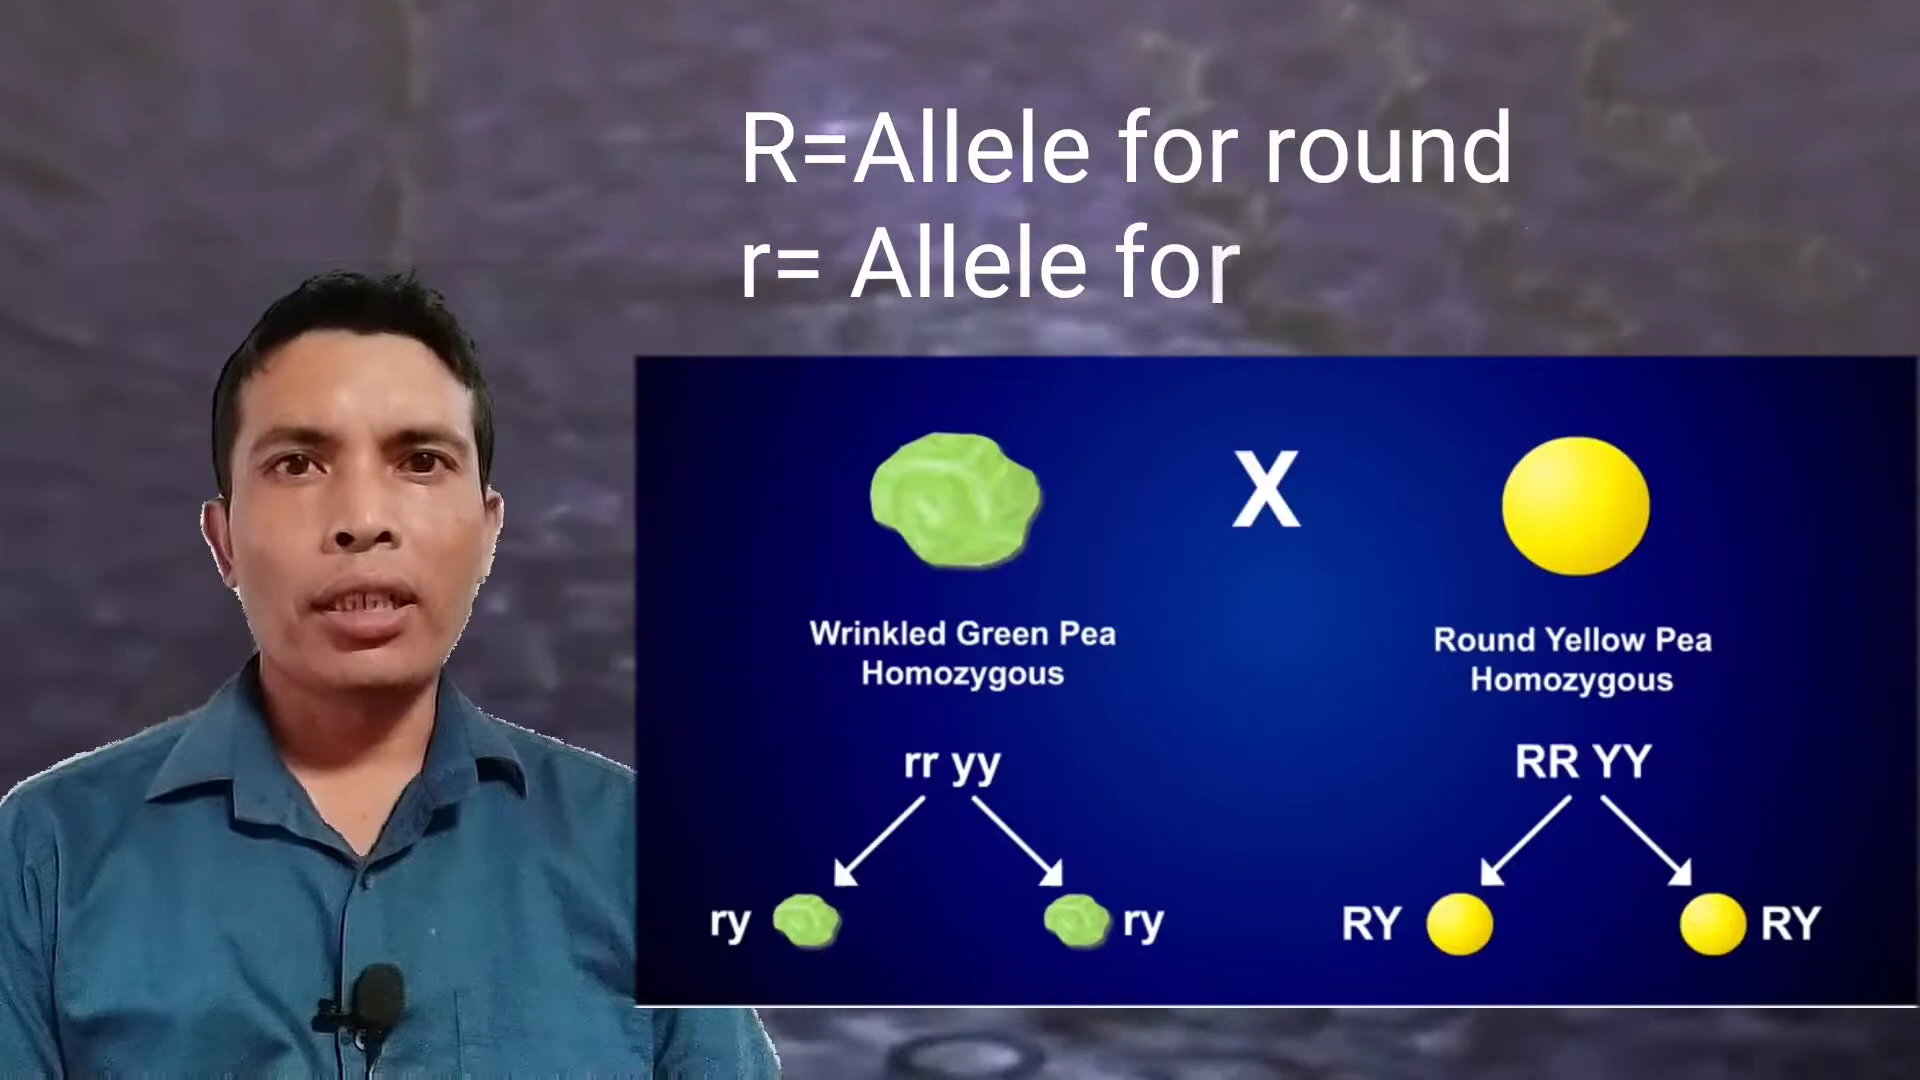 R=Allele for round
r= Allele for
X
Wrinkled Green Pea
Homozygous
Round Yellow Pea
Homozygous
rr yy
RR YY
ry
ry
RY
RY